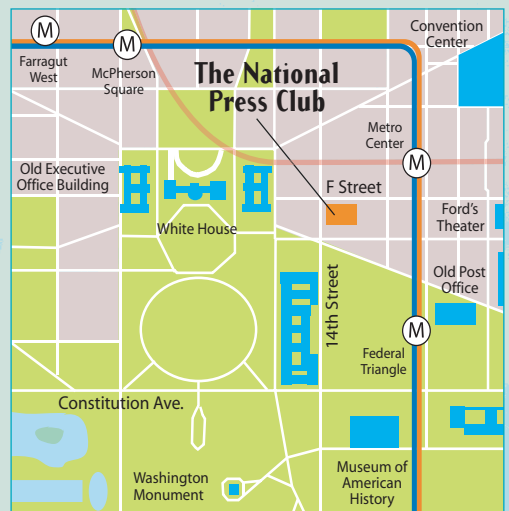 Convention
Center
M
M
Farragut
West
McPherson
Square
The National
Press Club
Metro
Center
M
Old Executive
Office Building
F Street
White House
Ford's
Theater
Old Post
Office
14th Street
M
Federal
Triangle
Constitution Ave.
Washington
Monument
Museum of
American
History